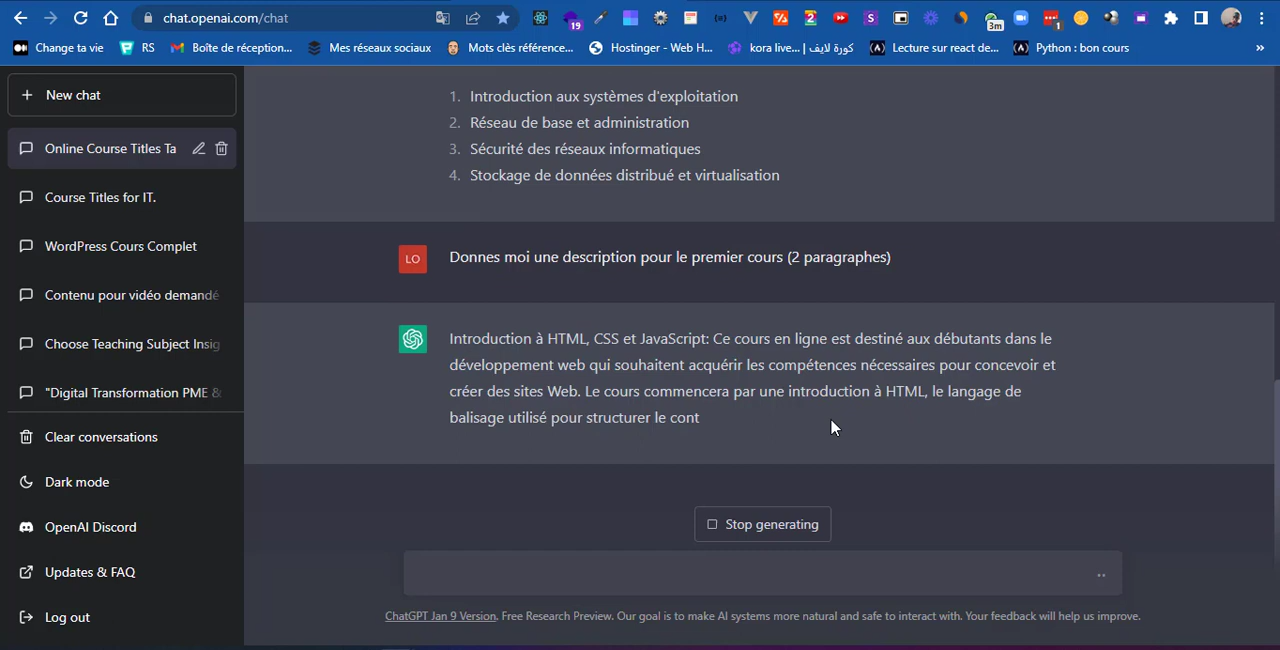 chat.openai.com/chat
19
2
S
3m
1
Change ta vie
RS
Boîte de réception...
Mes réseaux sociaux
Mots clés référence...
Hostinger - Web H...
kora live... | كورة لايف
Lecture sur react de...
Python : bon cours
»
+ New chat
Online Course Titles Ta
Course Titles for IT.
WordPress Cours Complet
Contenu pour vidéo demandé
Choose Teaching Subject Insig
"Digital Transformation PME &
Clear conversations
Dark mode
OpenAI Discord
Updates & FAQ
Log out
1. Introduction aux systèmes d'exploitation
2. Réseau de base et administration
3. Sécurité des réseaux informatiques
4. Stockage de données distribué et virtualisation
LO
Donnes moi une description pour le premier cours (2 paragraphes)
Introduction à HTML, CSS et JavaScript: Ce cours en ligne est destiné aux débutants dans le
développement web qui souhaitent acquérir les compétences nécessaires pour concevoir et
créer des sites Web. Le cours commencera par une introduction à HTML, le langage de
balisage utilisé pour structurer le cont
Stop generating
..
ChatGPT Jan 9 Version. Free Research Preview. Our goal is to make AI systems more natural and safe to interact with. Your feedback will help us improve.